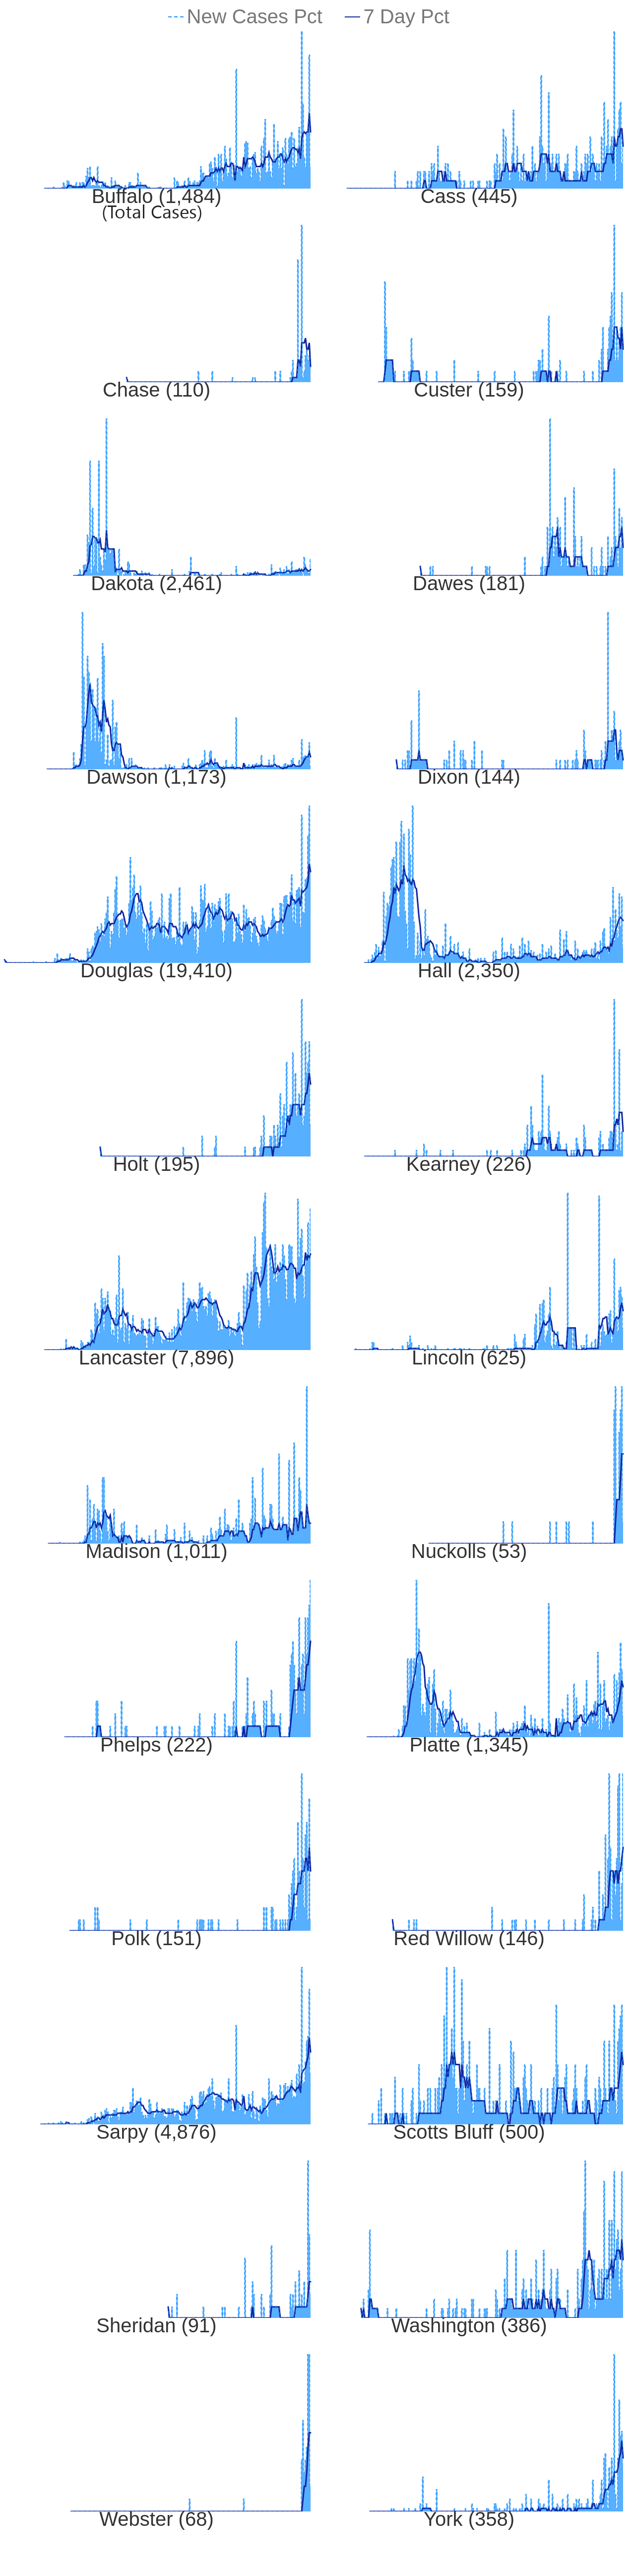 New Cases Pct 7 Day Pct
Buffalo (1,484) Cass (445)
(Total Cases)
Chase (110) Custer (159)
Dakota (2,461) Dawes (181)
Dawson (1,173) Dixon (144)
Douglas (19,410) Hall (2,350)
Holt (195) Kearney (226)
Lancaster (7,896) Lincoln (625)
Madison (1,011) Nuckolls (53)
Phelps (222) Platte (1,345)
Polk (151) Red Willow (146)
Sarpy (4,876) Scotts Bluff (500)
Sheridan (91) Washington (386)
Webster (68) York (358)